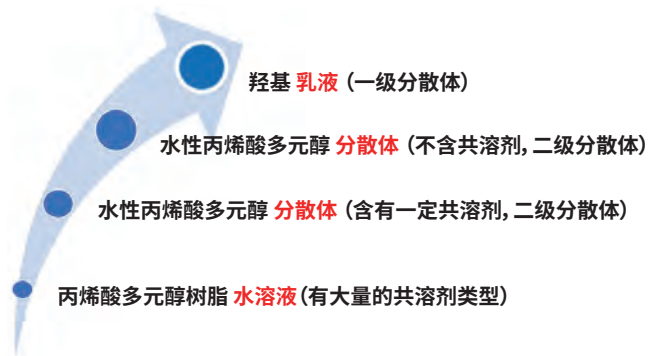 羟基 乳液 (一级分散体)
水性丙烯酸多元醇 分散体 (不含共溶剂, 二级分散体)
水性丙烯酸多元醇 分散体 (含有一定共溶剂, 二级分散体)
丙烯酸多元醇树脂 水溶液 (有大量的共溶剂类型)